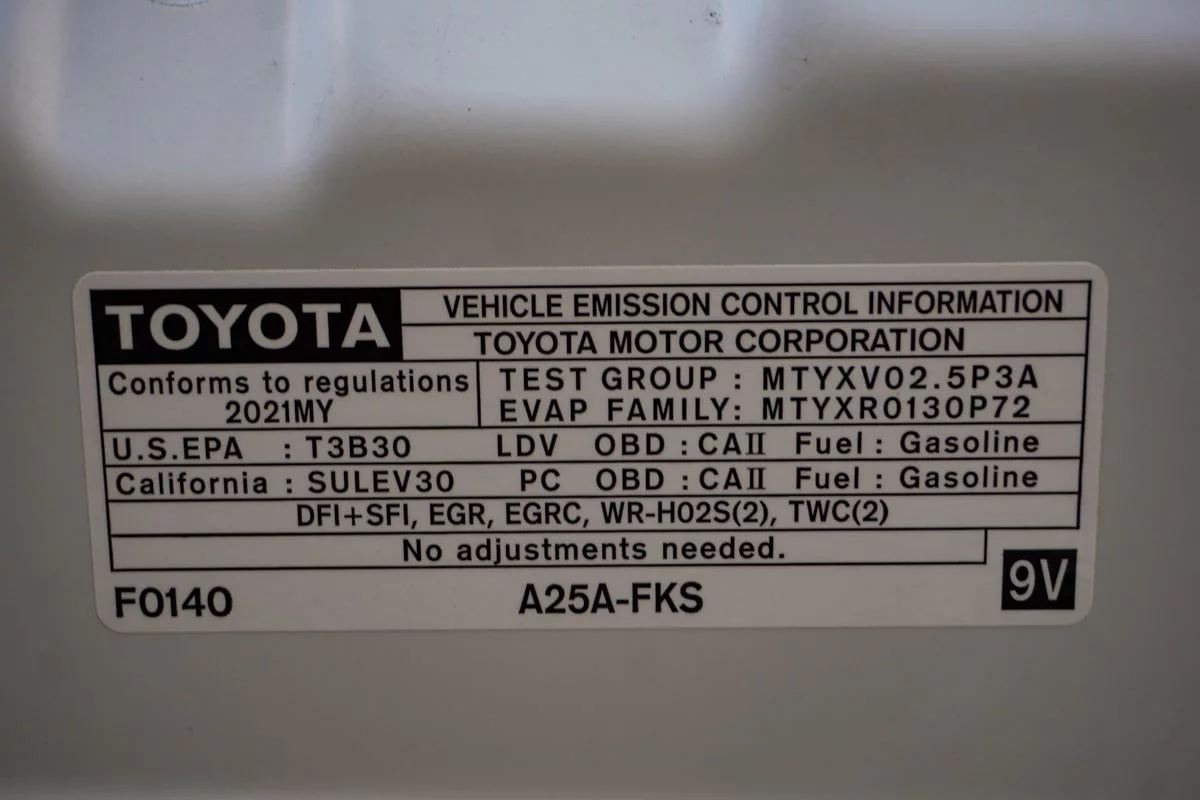 TOYOTA
VEHICLE EMISSION CONTROL INFORMATION
TOYOTA MOTOR CORPORATION
Conforms to regulations
2021MY
TEST GROUP : MTYXV02.5P3A
EVAP FAMILY: MTYXR0130P72
U.S.EPA : T3B30 LDV OBD : CAII Fuel : Gasoline
California : SULEV30 PC OBD : CAII Fuel : Gasoline
DFI+SFI, EGR, EGRC, WR-HO2S(2), TWC(2)
No adjustments needed.
F0140 A25A-FKS 9V